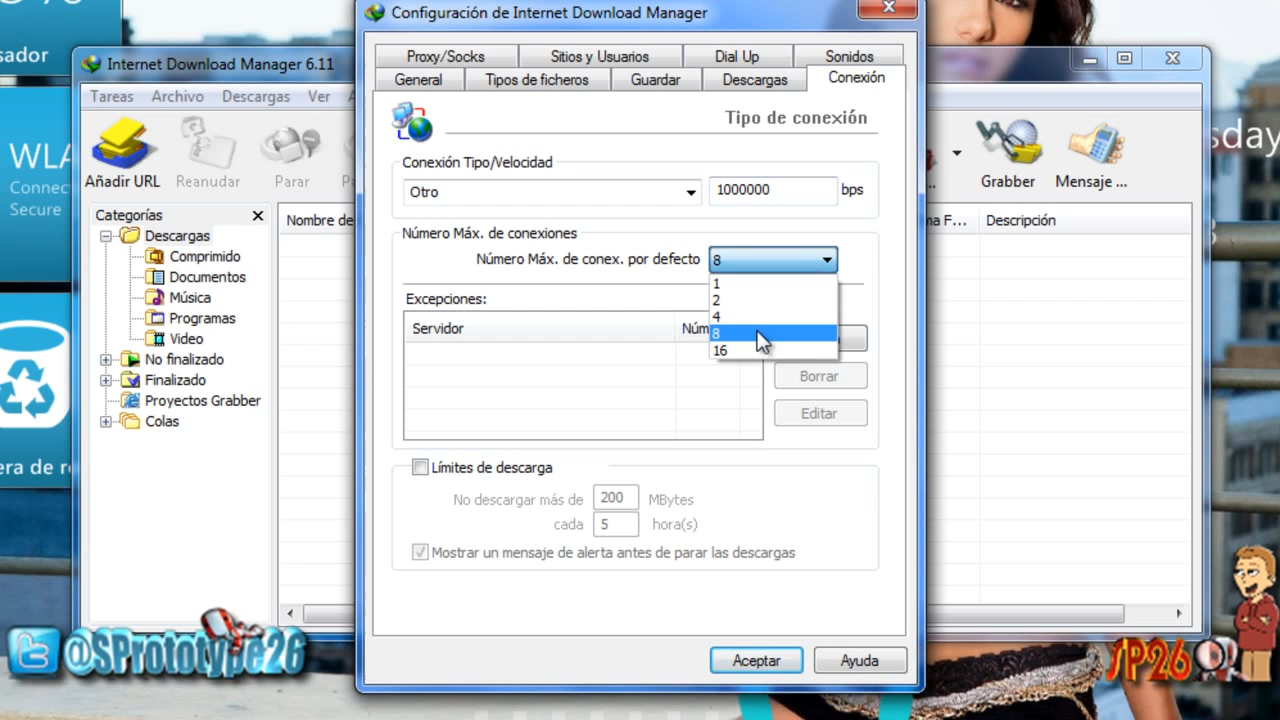 Configuración de Internet Download Manager
sador
Internet Download Manager 6.11
Proxy/Socks Sitios y Usuarios Dial Up Sonidos
General Tipos de ficheros Guardar Descargas Conexión
Tareas Archivo Descargas Ver
Tipo de conexión
sday
WLA
Connec
Secure
Añadir URL Reanudar Parar
Grabber Mensaje ...
Conexión Tipo/Velocidad
Otro 1000000 bps
Categorías
Nombre de
ma F... Descripción
Descargas
Comprimido
Documentos
Música
Programas
Video
No finalizado
Finalizado
Proyectos Grabber
Colas
Número Máx. de conexiones
Número Máx. de conex. por defecto 8
1
2
4
8
16
Excepciones:
Servidor Núm
Borrar
Editar
era de r
Límites de descarga
No descargar más de 200 MBytes
cada 5 hora(s)
Mostrar un mensaje de alerta antes de parar las descargas
Aceptar Ayuda
@SPrototype26
SP26